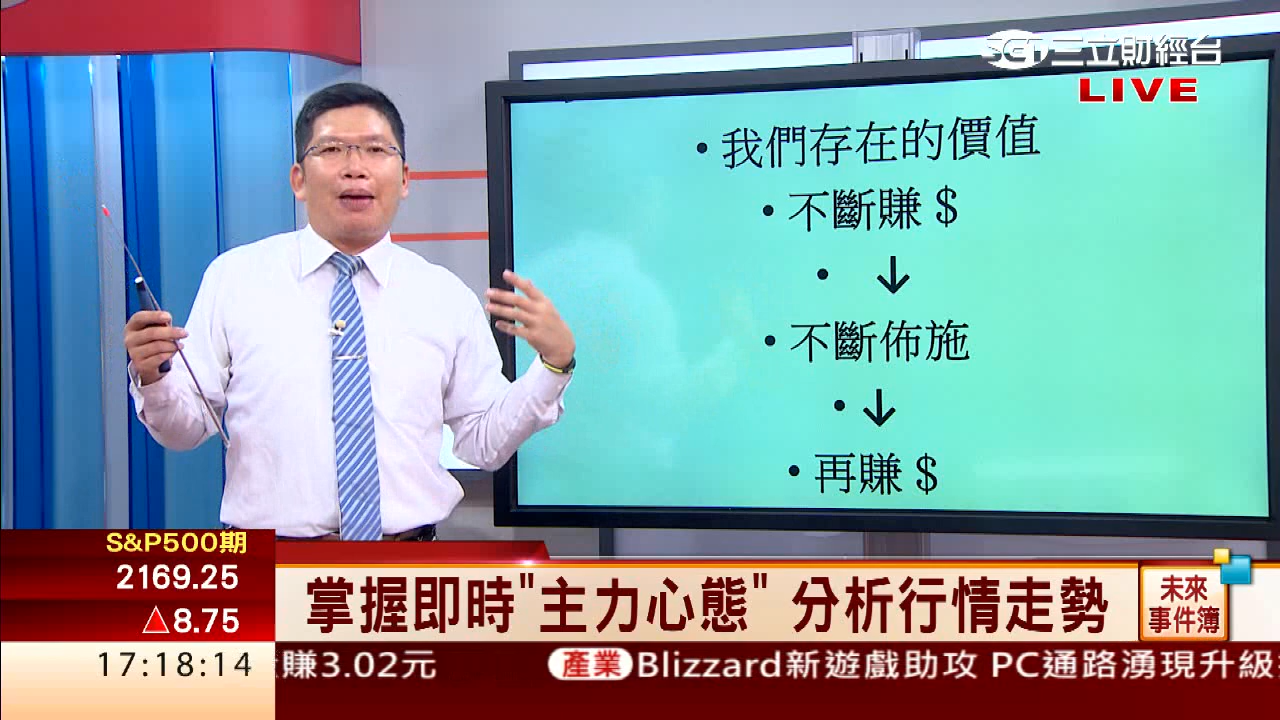 三立財經台
LIVE
• 我們存在的價值
• 不斷賺 $
• ↓
• 不斷佈施
• ↓
• 再賺 $
S&P500期
2169.25
△8.75
掌握即時"主力心態" 分析行情走勢
未來
事件簿
17:18:14
賺3.02元 產業 Blizzard新遊戲助攻 PC通路湧現升級